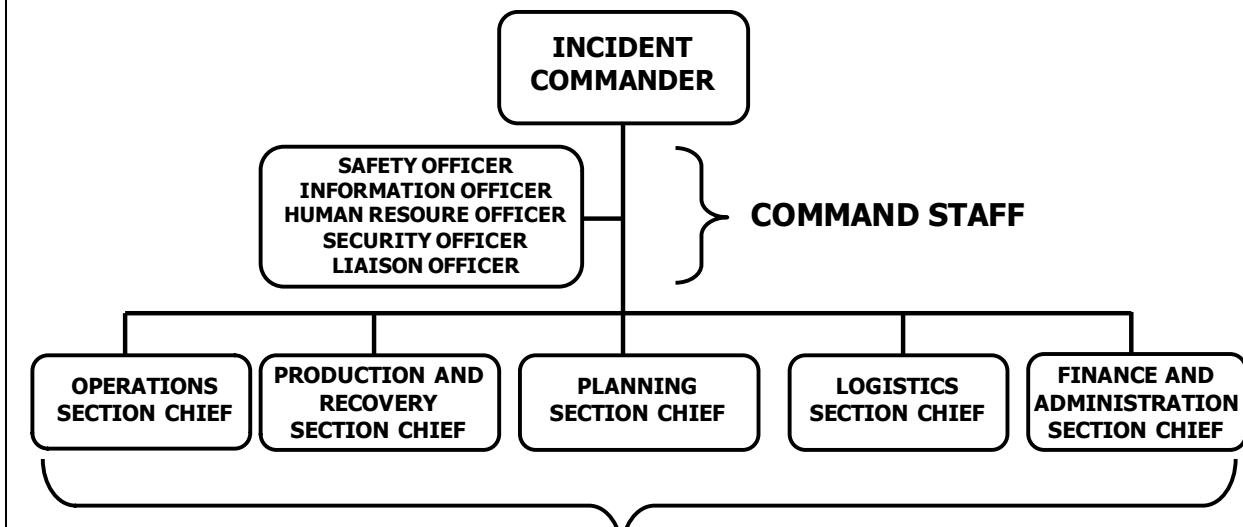 INCIDENT
COMMANDER
SAFETY OFFICER
INFORMATION OFFICER
HUMAN RESOURE OFFICER
SECURITY OFFICER
LIAISON OFFICER
COMMAND STAFF
OPERATIONS
SECTION CHIEF
PRODUCTION AND
RECOVERY
SECTION CHIEF
PLANNING
SECTION CHIEF
LOGISTICS
SECTION CHIEF
FINANCE AND
ADMINISTRATION
SECTION CHIEF